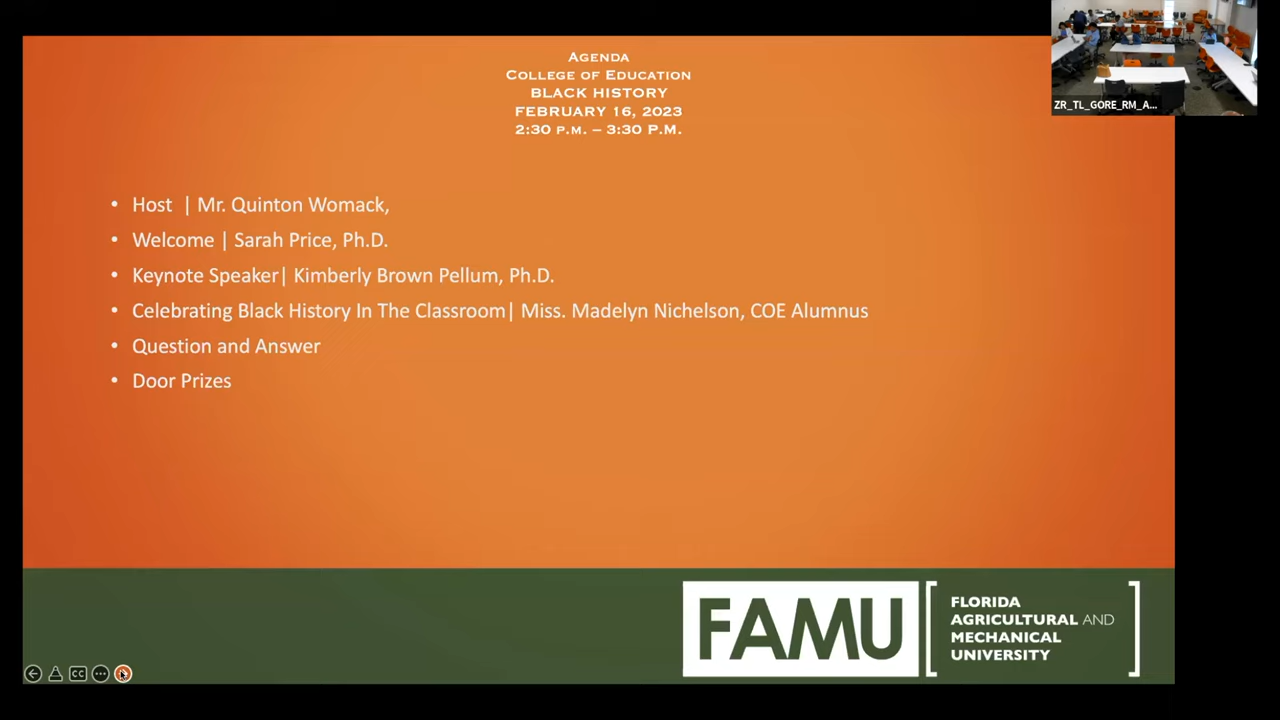 AGENDA
COLLEGE OF EDUCATION
BLACK HISTORY
FEBRUARY 16, 2023
2:30 P.M. – 3:30 P.M.
ZR_TL_GORE_RM_A...
• Host | Mr. Quinton Womack,
• Welcome | Sarah Price, Ph.D.
• Keynote Speaker| Kimberly Brown Pellum, Ph.D.
• Celebrating Black History In The Classroom| Miss. Madelyn Nichelson, COE Alumnus
• Question and Answer
• Door Prizes
FAMU
FLORIDA
AGRICULTURAL AND
MECHANICAL
UNIVERSITY
CC